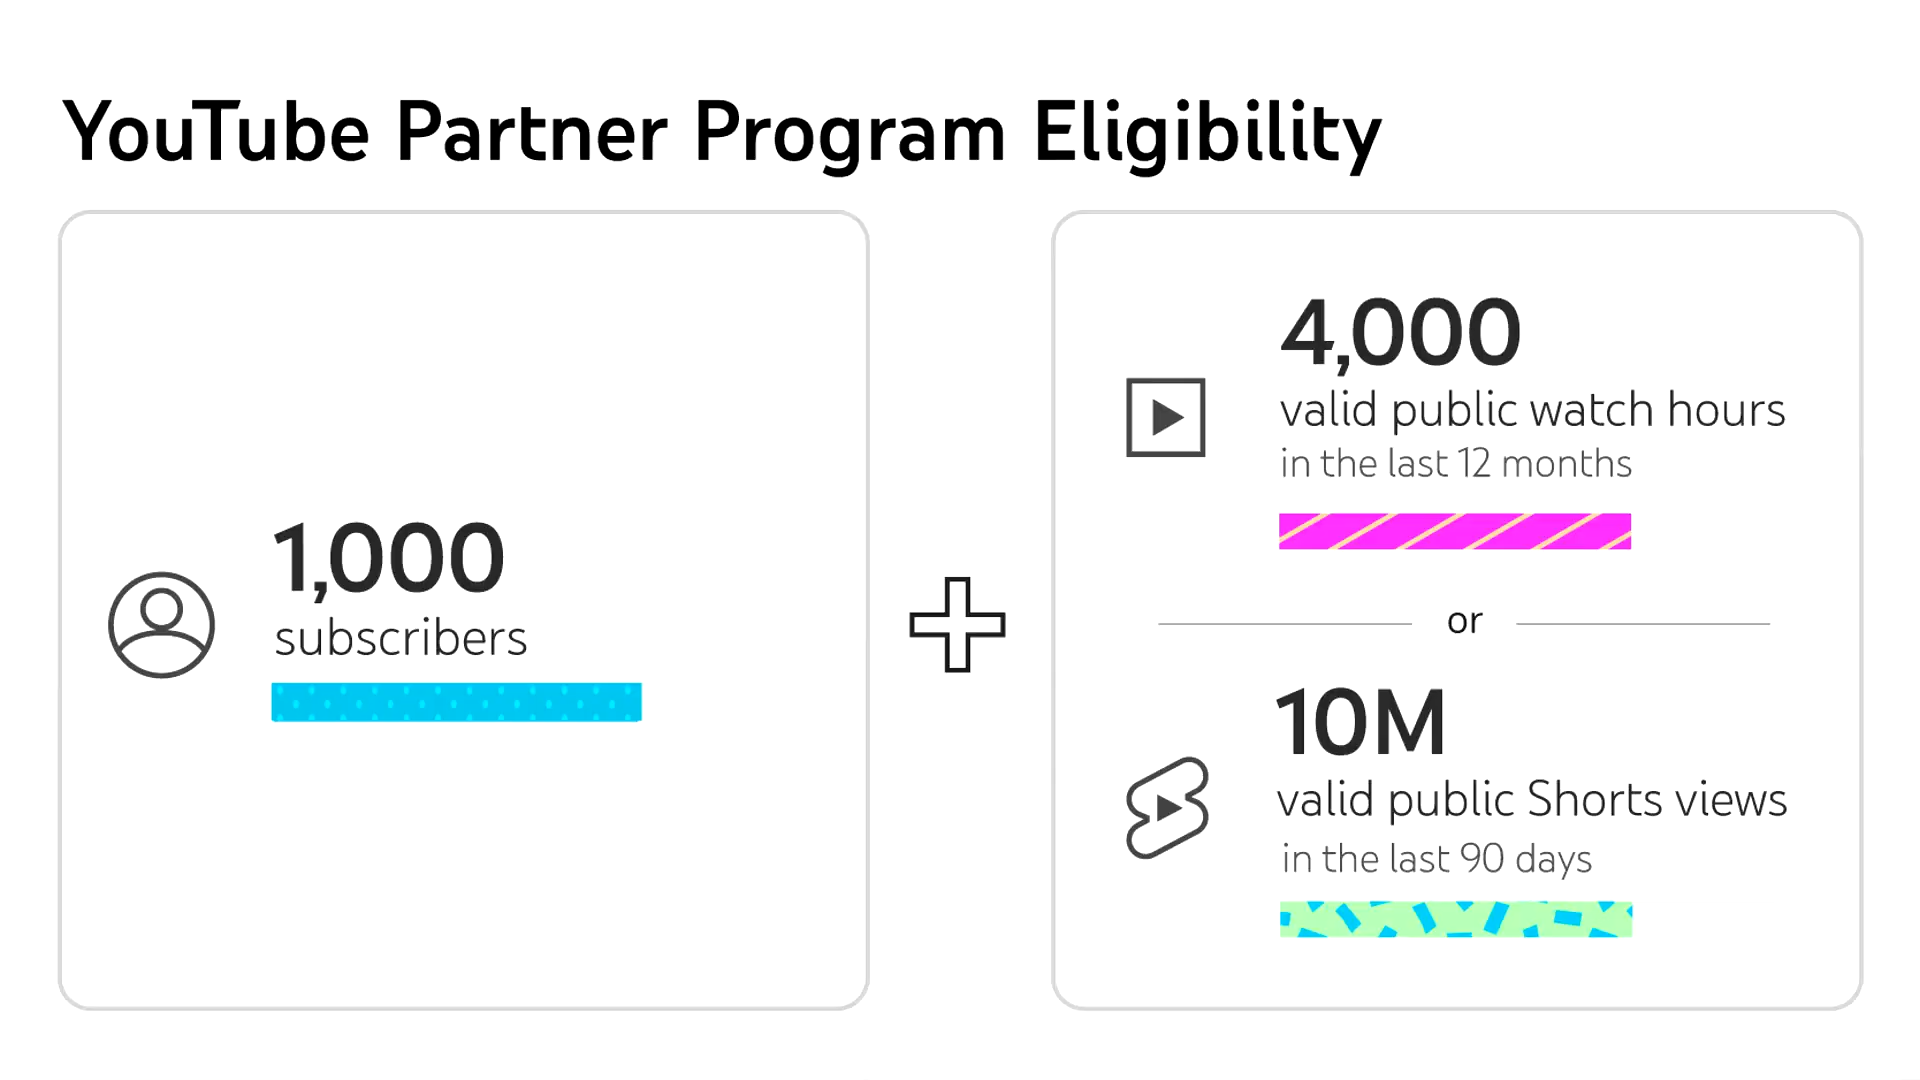 YouTube Partner Program Eligibility
1,000
subscribers
4,000
valid public watch hours
in the last 12 months
or
10M
valid public Shorts views
in the last 90 days